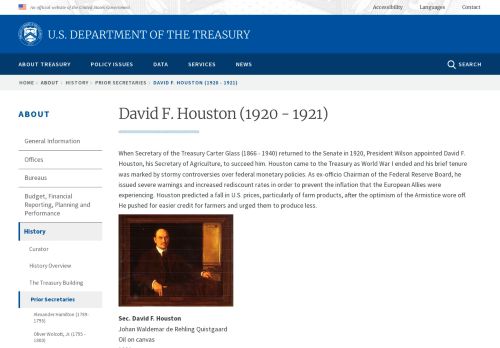 An official website of the United States Government
Accessibility Languages Contact
U.S. DEPARTMENT OF THE TREASURY
ABOUT TREASURY POLICY ISSUES DATA SERVICES NEWS SEARCH
HOME ABOUT HISTORY PRIOR SECRETARIES DAVID F. HOUSTON (1920 - 1921)
ABOUT
General Information
Offices
Bureaus
Budget, Financial
Reporting, Planning and
Performance
History
Curator
History Overview
The Treasury Building
Prior Secretaries
Alexander Hamilton (1789-
1795)
Oliver Wolcott, Jr. (1795 -
1800)
David F. Houston (1920 - 1921)
When Secretary of the Treasury Carter Glass (1866 - 1940) returned to the Senate in 1920, President Wilson appointed David F.
Houston, his Secretary of Agriculture, to succeed him. Houston came to the Treasury as World War I ended and his brief tenure
was marked by stormy controversies over federal monetary policies. As ex-officio Chairman of the Federal Reserve Board, he
issued severe warnings and increased rediscount rates in order to prevent the inflation that the European Allies were
experiencing. Houston predicted a fall in U.S. prices, particularly of farm products, after the optimism of the Armistice wore off.
He pushed for easier credit for farmers and urged them to produce less.
Sec. David F. Houston
Johan Waldemar de Rehling Quistgaard
Oil on canvas